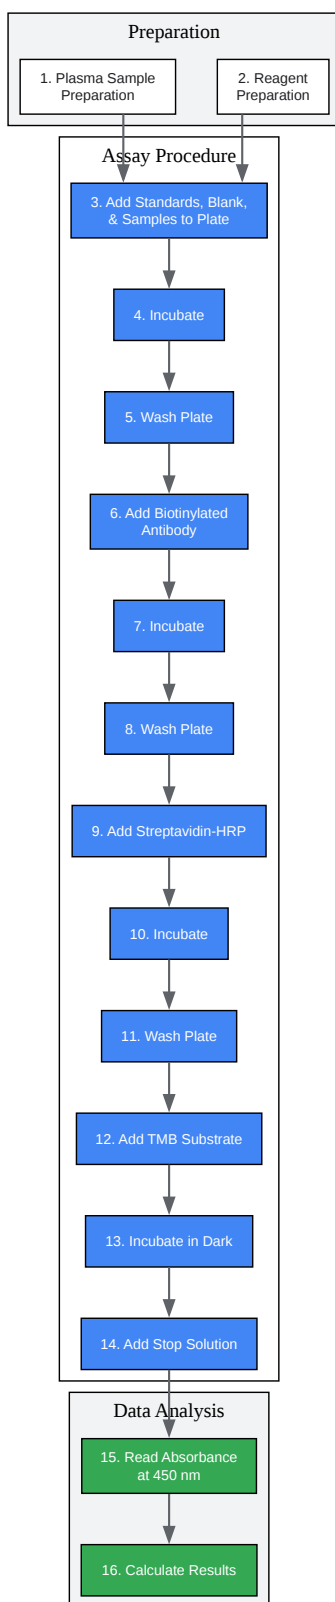 Preparation
1. Plasma Sample
Preparation
2. Reagent
Preparation
Assay Procedure
3. Add Standards, Blank,
& Samples to Plate
4. Incubate
5. Wash Plate
6. Add Biotinylated
Antibody
7. Incubate
8. Wash Plate
9. Add Streptavidin-HRP
10. Incubate
11. Wash Plate
12. Add TMB Substrate
13. Incubate in Dark
14. Add Stop Solution
Data Analysis
15. Read Absorbance
at 450 nm
16. Calculate Results